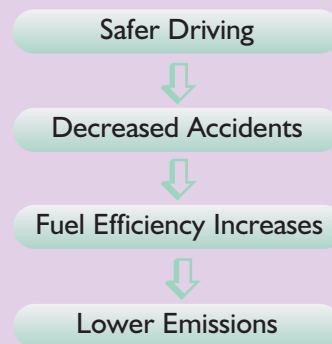 Safer Driving
Decreased Accidents
Fuel Efficiency Increases
Lower Emissions